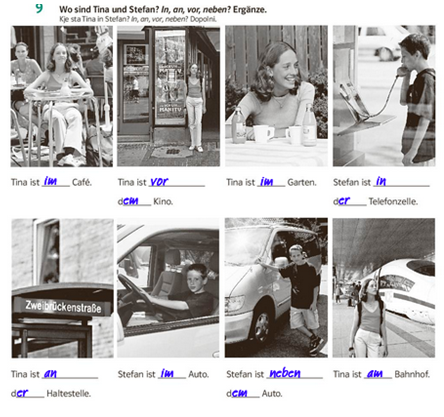 9 Wo sind Tina und Stefan? In, an, vor, neben? Ergänze.
Kje sta Tina in Stefan? In, an, vor, neben? Dopolni.
Tina ist im Café.
Tina ist vor
dem Kino.
Tina ist im Garten.
Stefan ist in
der Telefonzelle.
Zweibrückenstraße
Tina ist an
der Haltestelle.
Stefan ist im Auto.
Stefan ist neben
dem Auto.
Tina ist am Bahnhof.